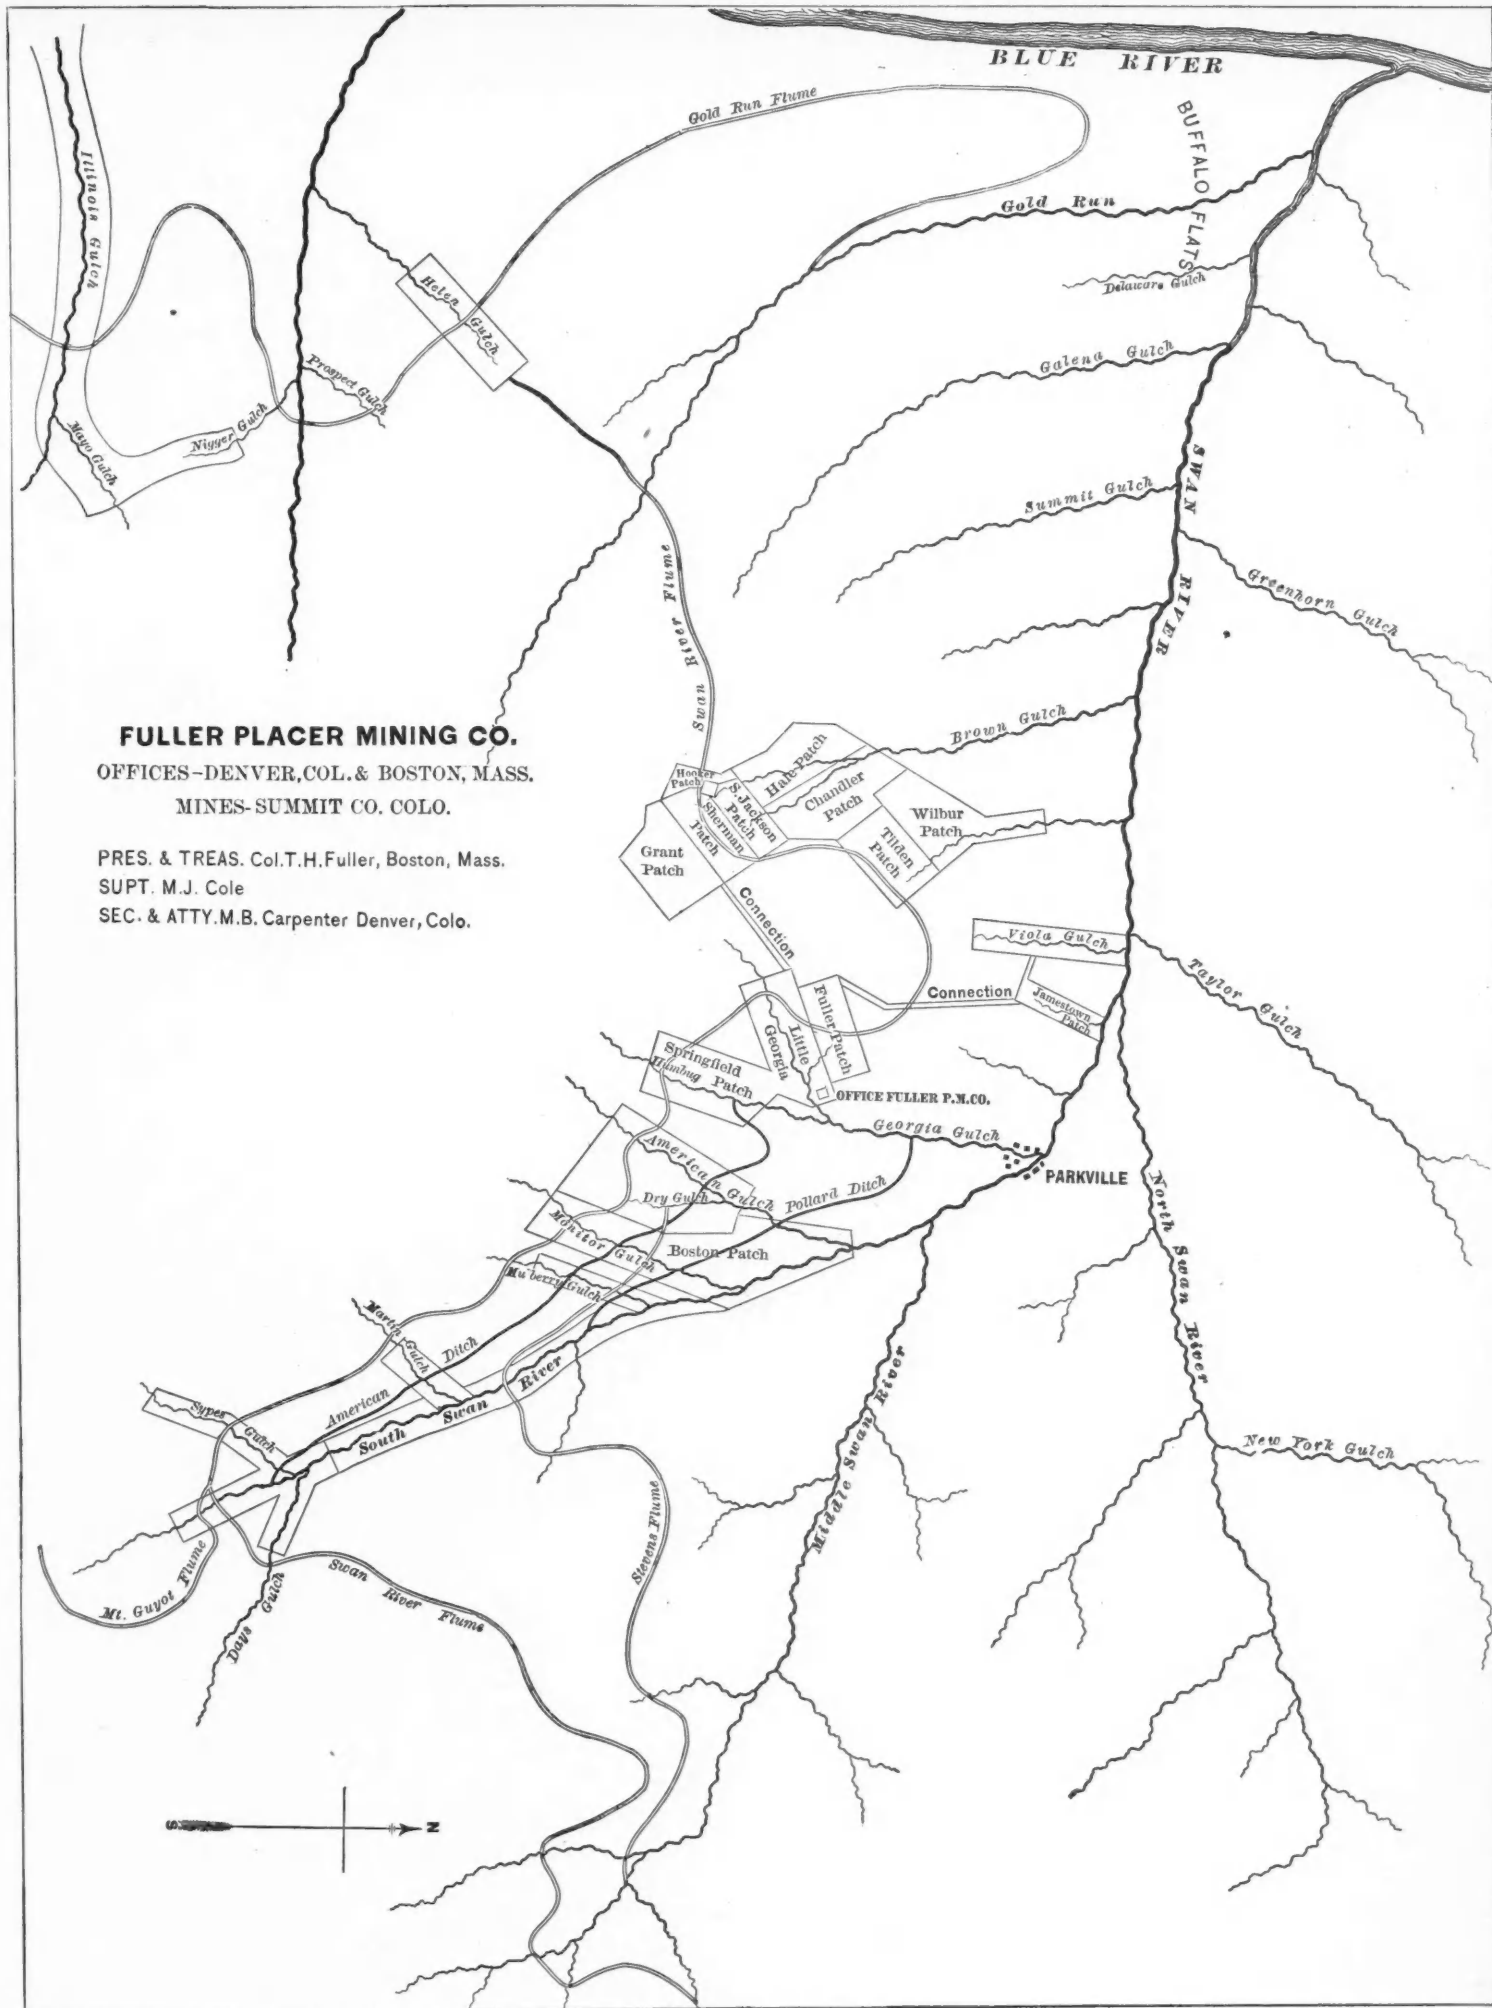 BLUE RIVER
Gold Run Flume
BUFFALO FLATS
Illinois Gulch
Gold Run
Delaware Gulch
Helen Gulch
Galena Gulch
Prospect Gulch
Nigger Gulch
Mayo Gulch
SWAN RIVER
Summit Gulch
Greenhorn Gulch
Swan River Flume
FULLER PLACER MINING CO.
OFFICES-DENVER, COL. & BOSTON, MASS.
MINES-SUMMIT CO. COLO.
PRES. & TREAS. Col. T.H. Fuller, Boston, Mass.
SUPT. M.J. Cole
SEC. & ATTY. M.B. Carpenter Denver, Colo.
Brown Gulch
Hooker
Patch
Hale Patch
S. Jackson
Patch
Chandler
Patch
Sherman
Patch
Wilbur
Patch
Tilden
Patch
Grant
Patch
Connection
Viola Gulch
Taylor Gulch
Connection
Jamestown
Patch
Fuller Patch
Little
Georgia
Springfield
Humbug Patch
OFFICE FULLER P.M. CO.
Georgia Gulch
PARKVILLE
American Gulch
Dry Gulch
Pollard Ditch
North Swan River
Monitor Gulch
Boston Patch
Mulberry Gulch
Martin Gulch
American Ditch
South Swan River
Middle Swan River
Sypes Gulch
New York Gulch
Stevens Flume
Mt. Guyot Flume
Swan River Flume
Days Gulch
S
N